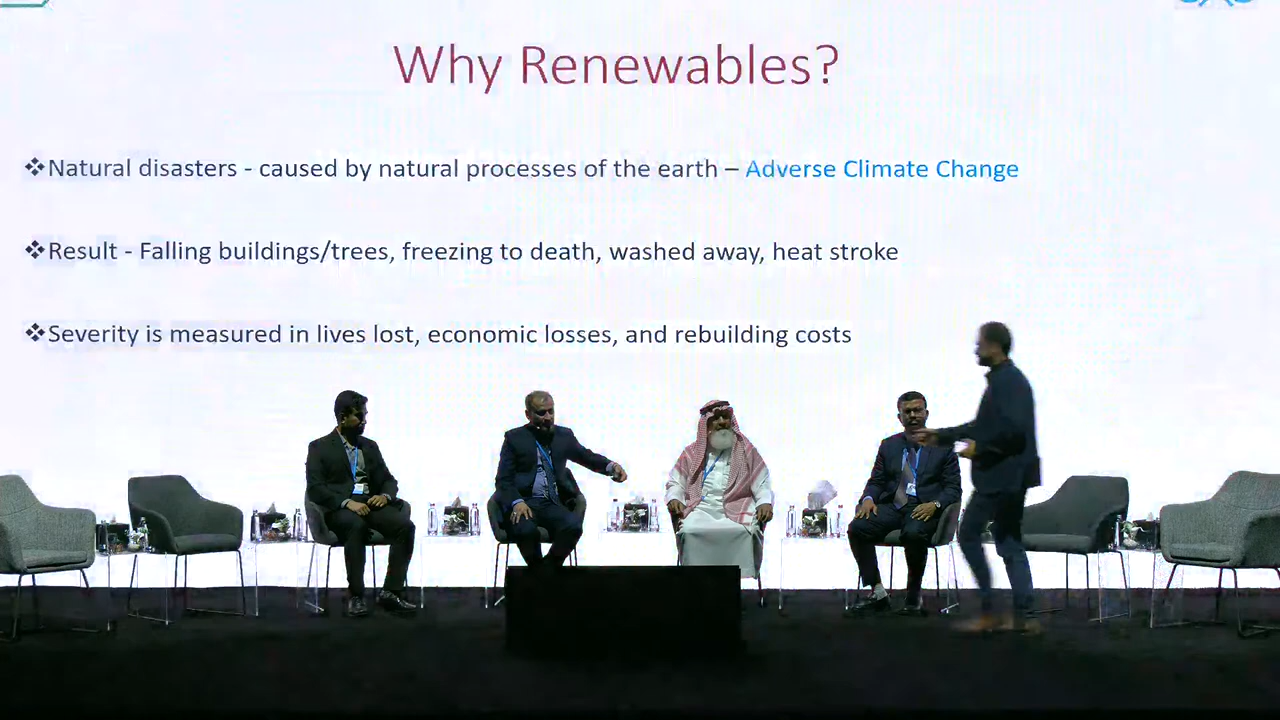 Why Renewables?
❖Natural disasters - caused by natural processes of the earth – Adverse Climate Change
❖Result - Falling buildings/trees, freezing to death, washed away, heat stroke
❖Severity is measured in lives lost, economic losses, and rebuilding costs